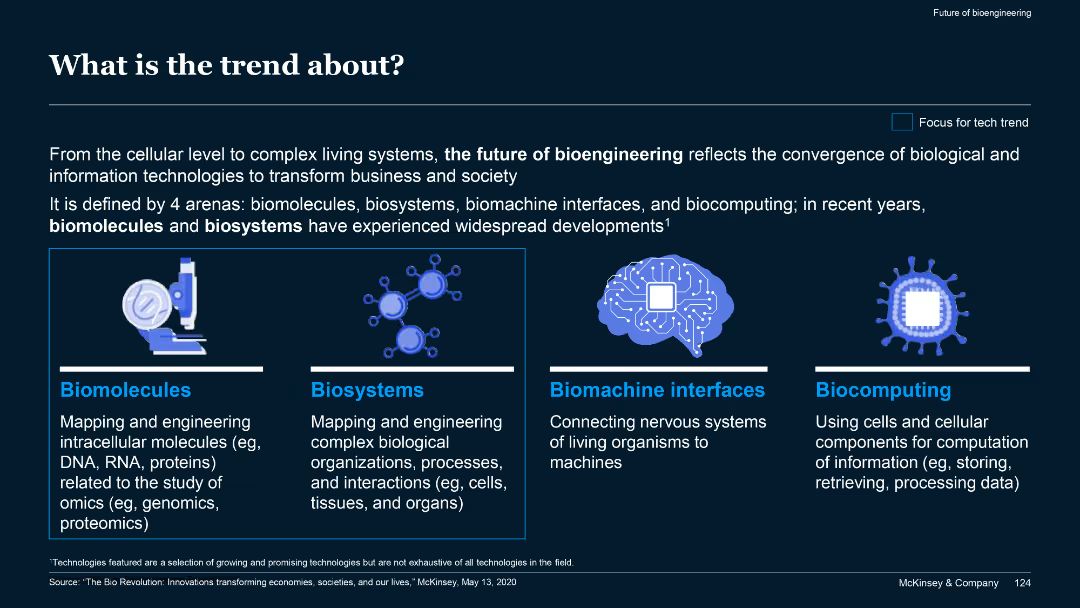 Future of bioengineering
What is the trend about?
Focus for tech trend
From the cellular level to complex living systems, the future of bioengineering reflects the convergence of biological and
information technologies to transform business and society
It is defined by 4 arenas: biomolecules, biosystems, biomachine interfaces, and biocomputing; in recent years,
biomolecules and biosystems have experienced widespread developments¹
Biomolecules
Mapping and engineering
intracellular molecules (eg,
DNA, RNA, proteins)
related to the study of
omics (eg, genomics,
proteomics)
Biosystems
Mapping and engineering
complex biological
organizations, processes,
and interactions (eg, cells,
tissues, and organs)
Biomachine interfaces
Connecting nervous systems
of living organisms to
machines
Biocomputing
Using cells and cellular
components for computation
of information (eg, storing,
retrieving, processing data)
¹Technologies featured are a selection of growing and promising technologies but are not exhaustive of all technologies in the field.
Source: “The Bio Revolution: Innovations transforming economies, societies, and our lives,” McKinsey, May 13, 2020
McKinsey & Company 124